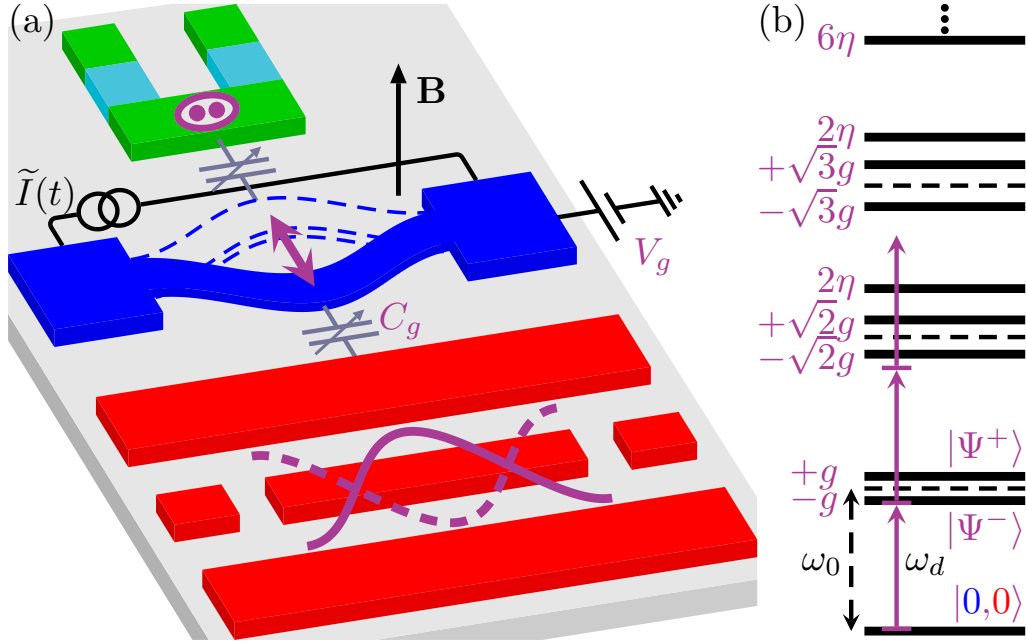 (a)
B
Ĩ(t)
V_g
C_g
(b)
6η
2η
+√3g
−√3g
2η
+√2g
−√2g
|Ψ⁺⟩
+g
−g
|Ψ⁻⟩
ω₀
ω_d
|0,0⟩